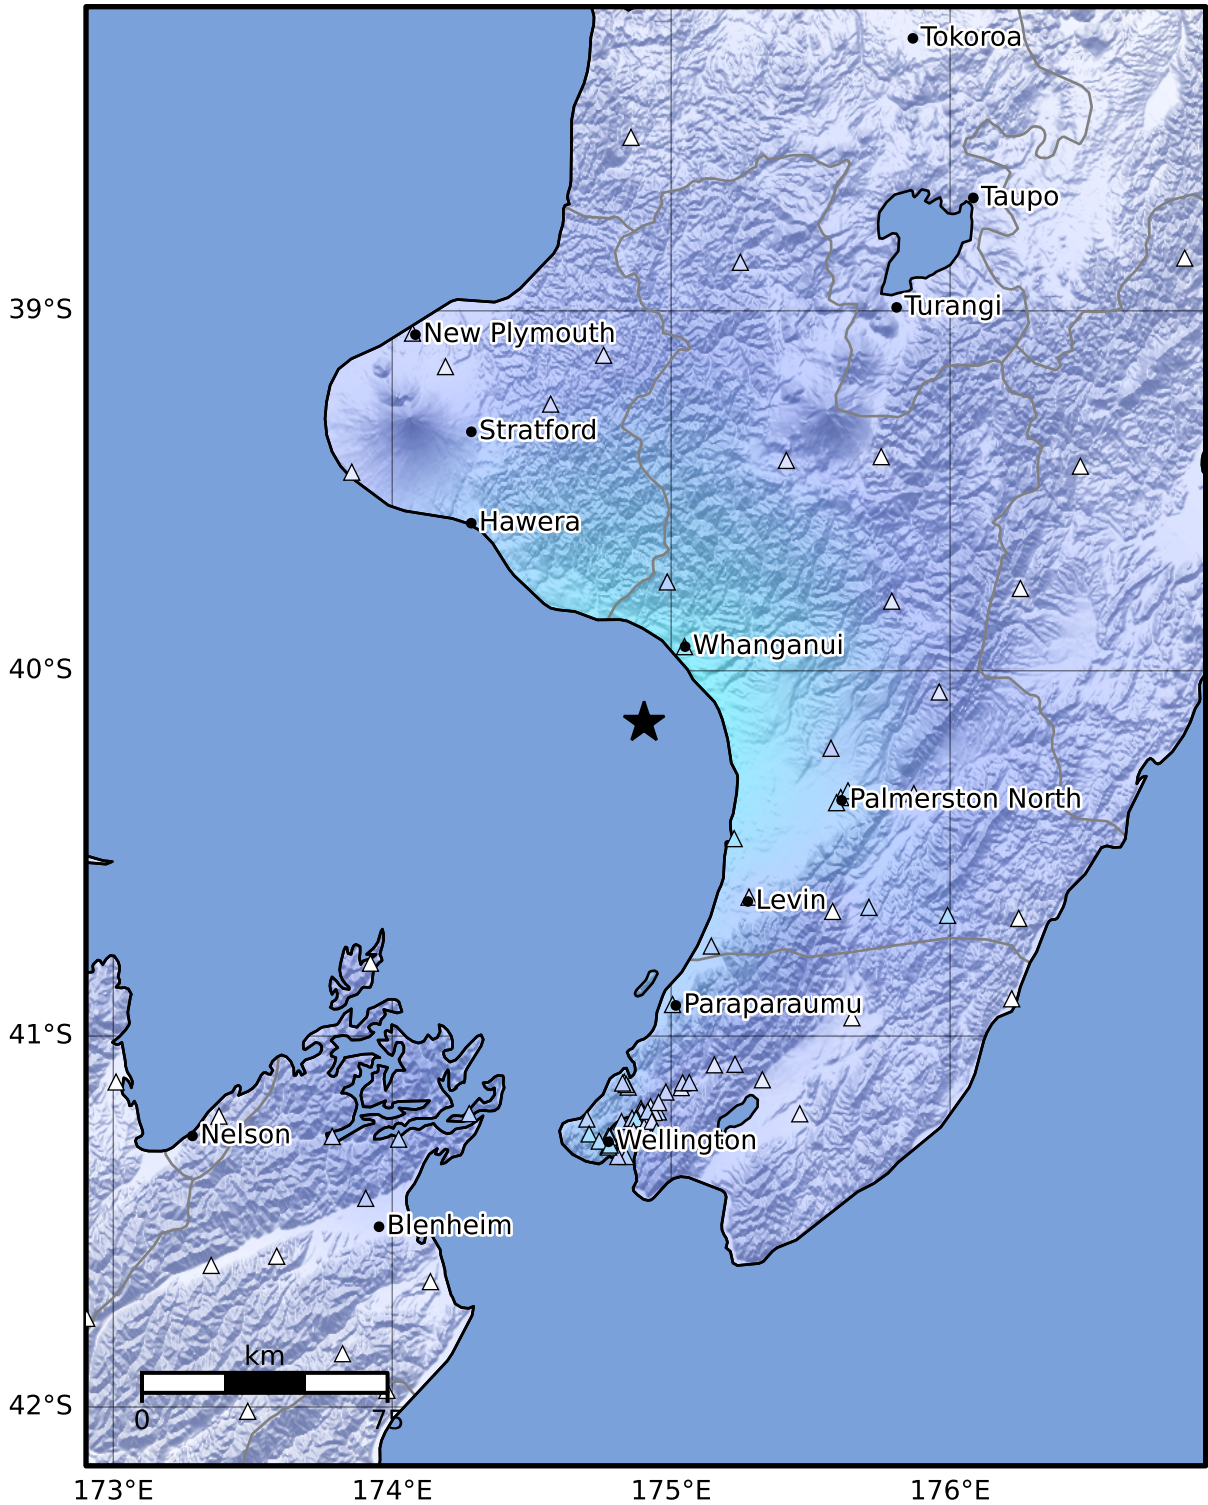 Tokoroa
Taupo
39°S
Turangi
New Plymouth
Stratford
Hawera
Whanganui
40°S
Palmerston North
Levin
Paraparaumu
41°S
Nelson
Wellington
Blenheim
km
0
75
42°S
173°E
174°E
175°E
176°E